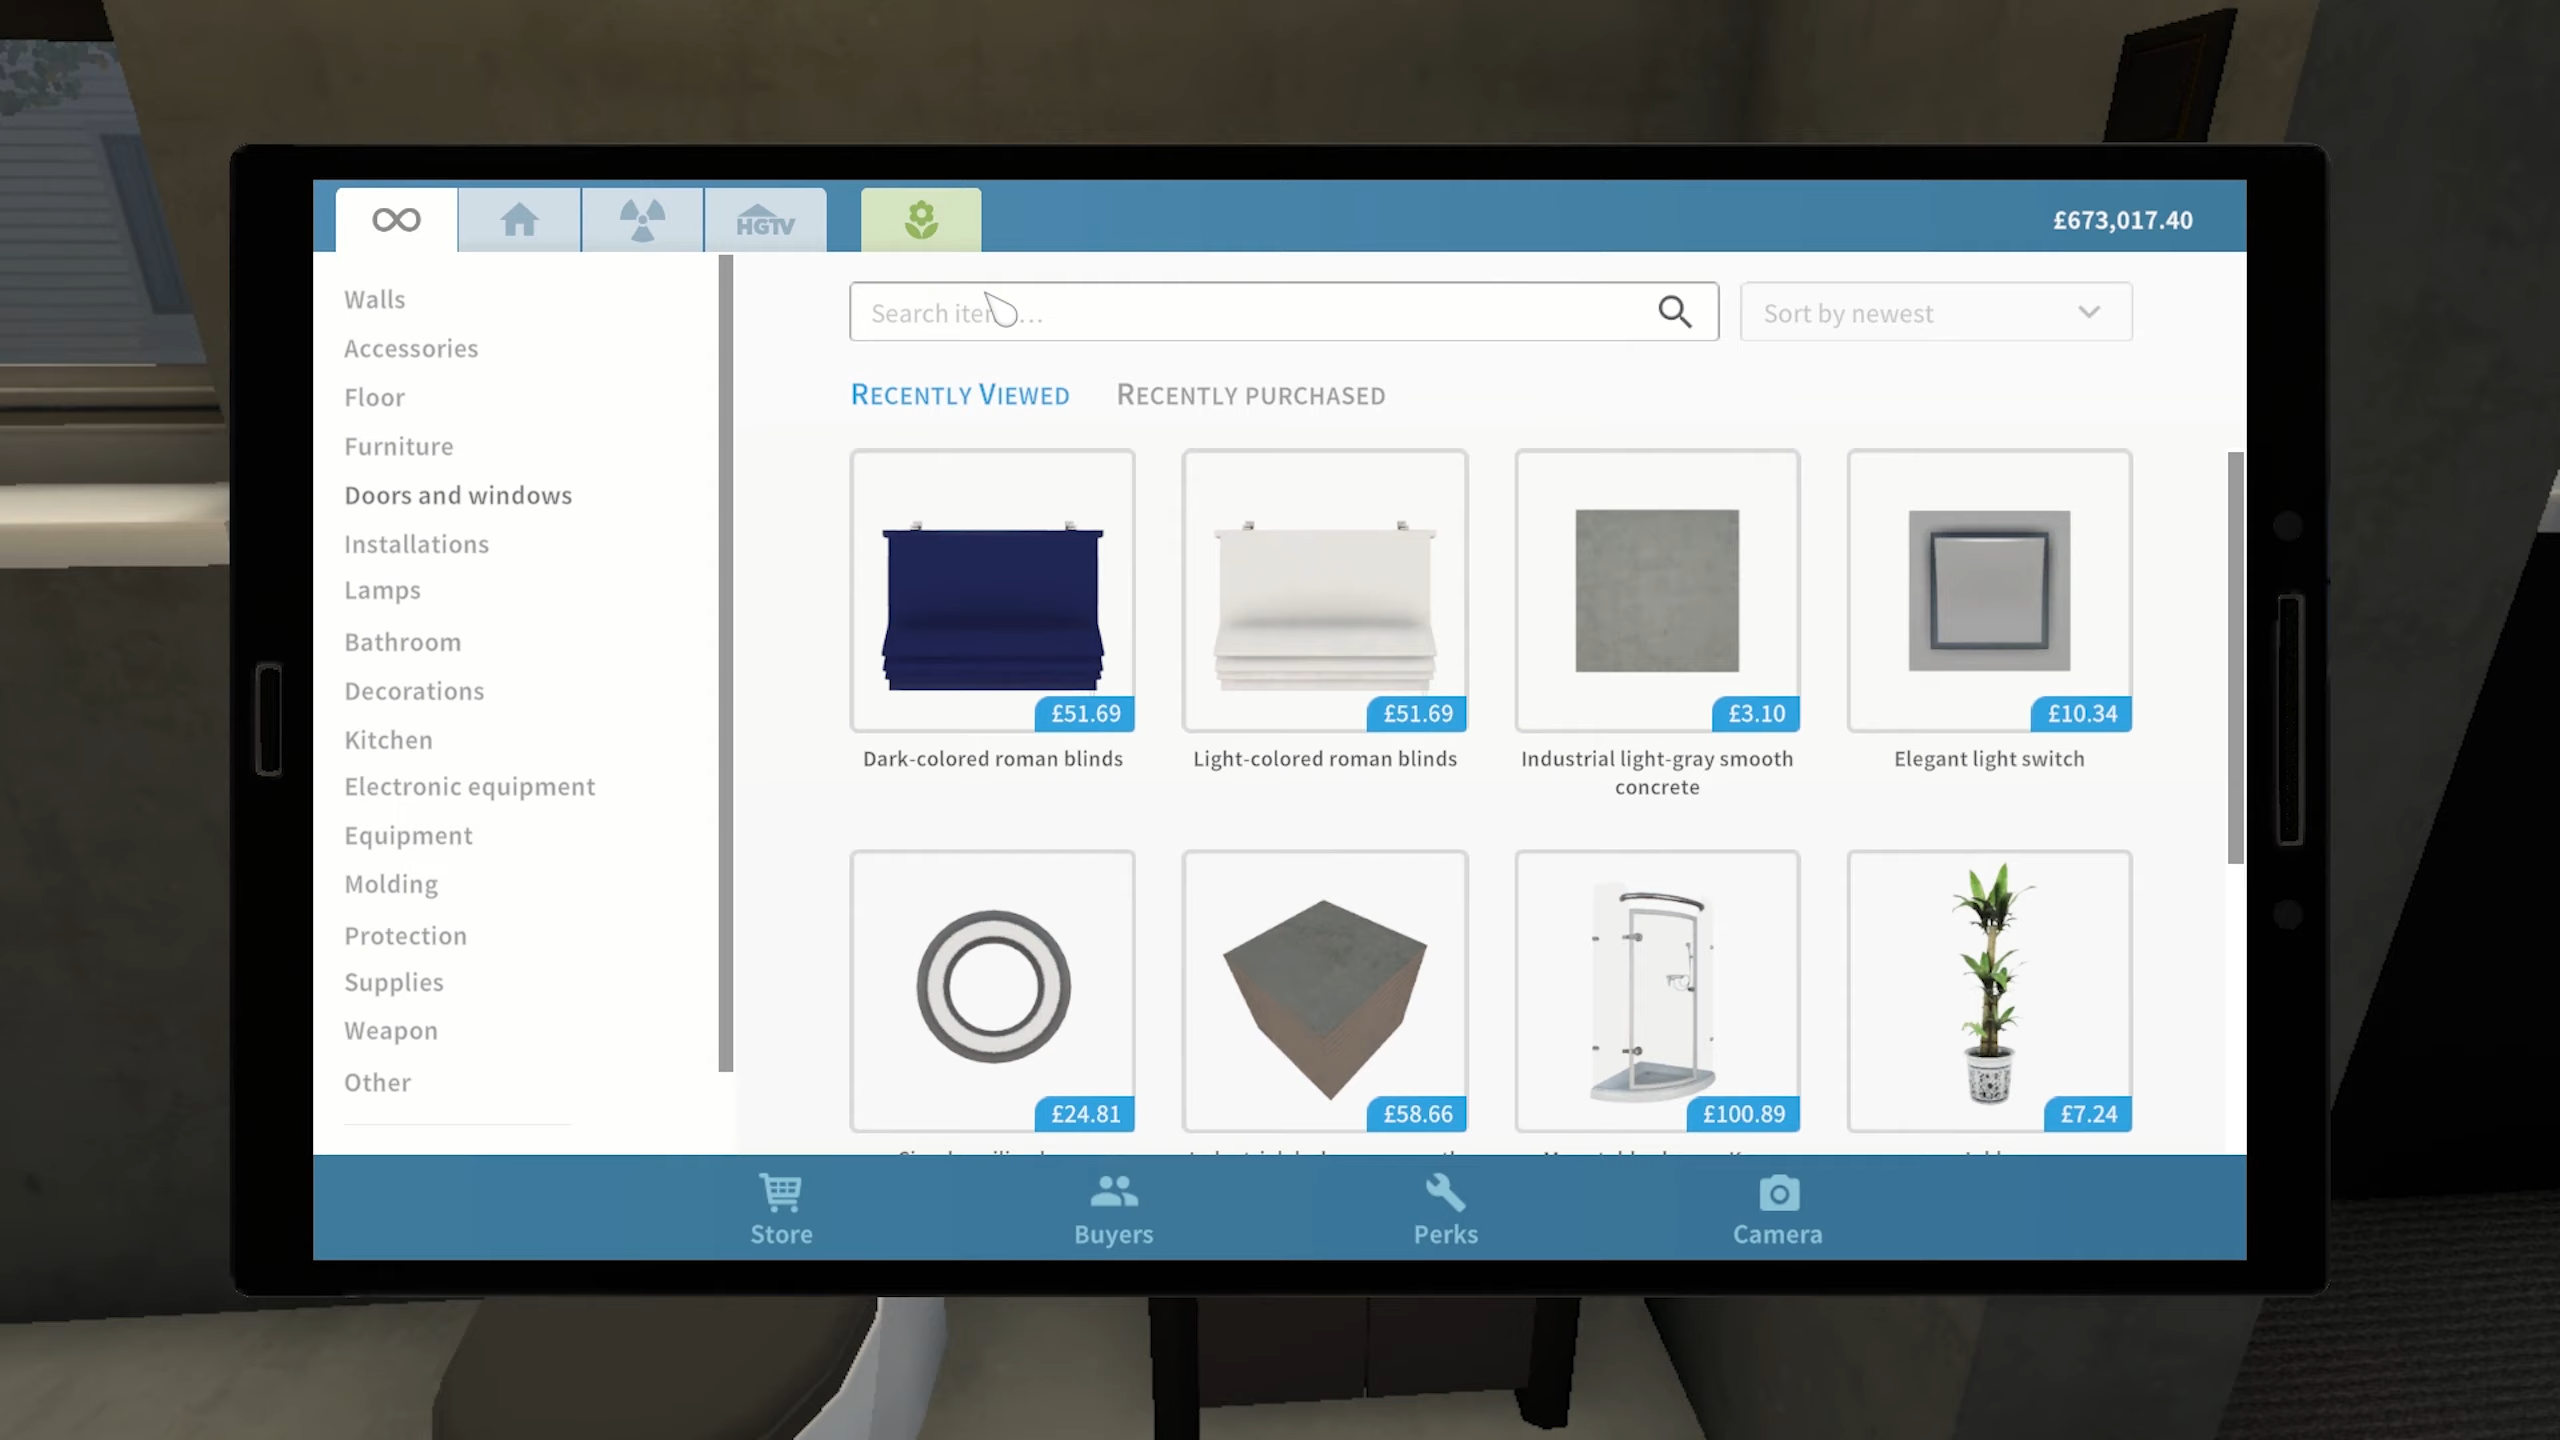 HGTV
£673,017.40
Walls
Accessories
Floor
Furniture
Doors and windows
Installations
Lamps
Bathroom
Decorations
Kitchen
Electronic equipment
Equipment
Molding
Protection
Supplies
Weapon
Other
Search iter ...
Sort by newest
RECENTLY VIEWED
RECENTLY PURCHASED
£51.69
£51.69
£3.10
£10.34
Dark-colored roman blinds
Light-colored roman blinds
Industrial light-gray smooth
concrete
Elegant light switch
£24.81
£58.66
£100.89
£7.24
Store
Buyers
Perks
Camera